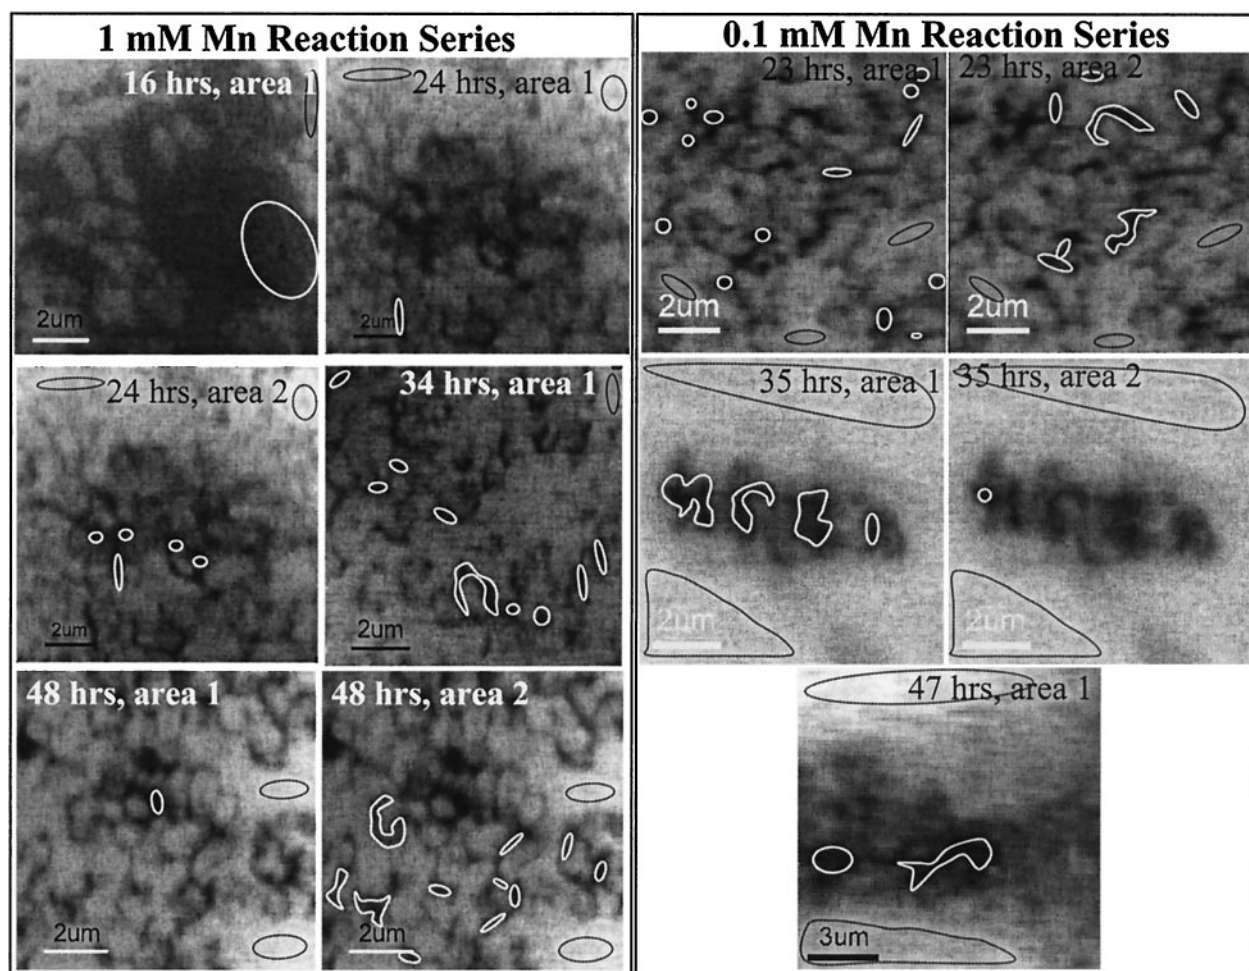 1 mM Mn Reaction Series
16 hrs, area 1
2um
24 hrs, area 1
2um
24 hrs, area 2
2um
34 hrs, area 1
2um
48 hrs, area 1
2um
48 hrs, area 2
2um
0.1 mM Mn Reaction Series
23 hrs, area 1
2um
23 hrs, area 2
2um
35 hrs, area 1
2um
35 hrs, area 2
2um
47 hrs, area 1
3um